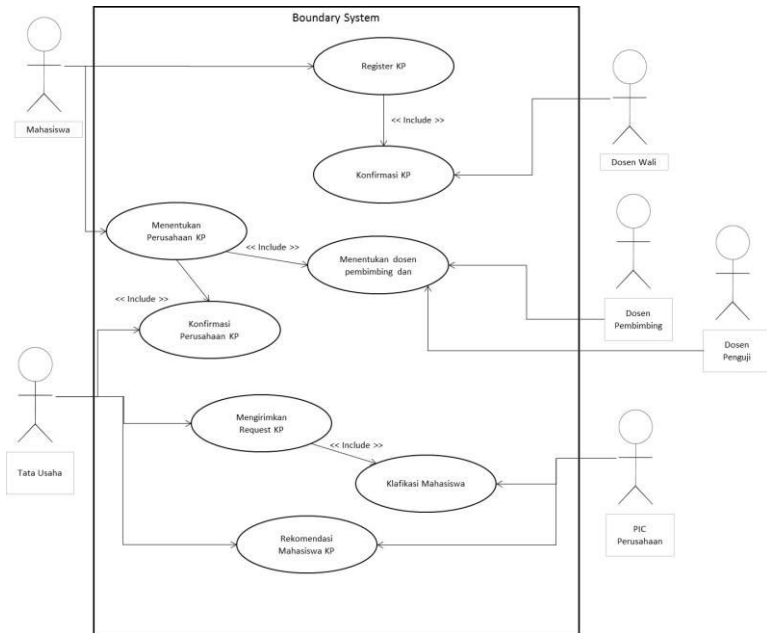 Boundary System
Register KP
Mahasiswa
<< Include >>
Dosen Wali
Konfirmasi KP
Menentukan
Perusahaan KP
<< Include >>
Menentukan dosen
pembimbing dan
<< Include >>
Konfirmasi
Perusahaan KP
Dosen
Pembimbing
Dosen
Penguji
Mengirimkan
Request KP
<< Include >>
Tata Usaha
Klafikasi Mahasiswa
Rekomendasi
Mahasiswa KP
PIC
Perusahaan